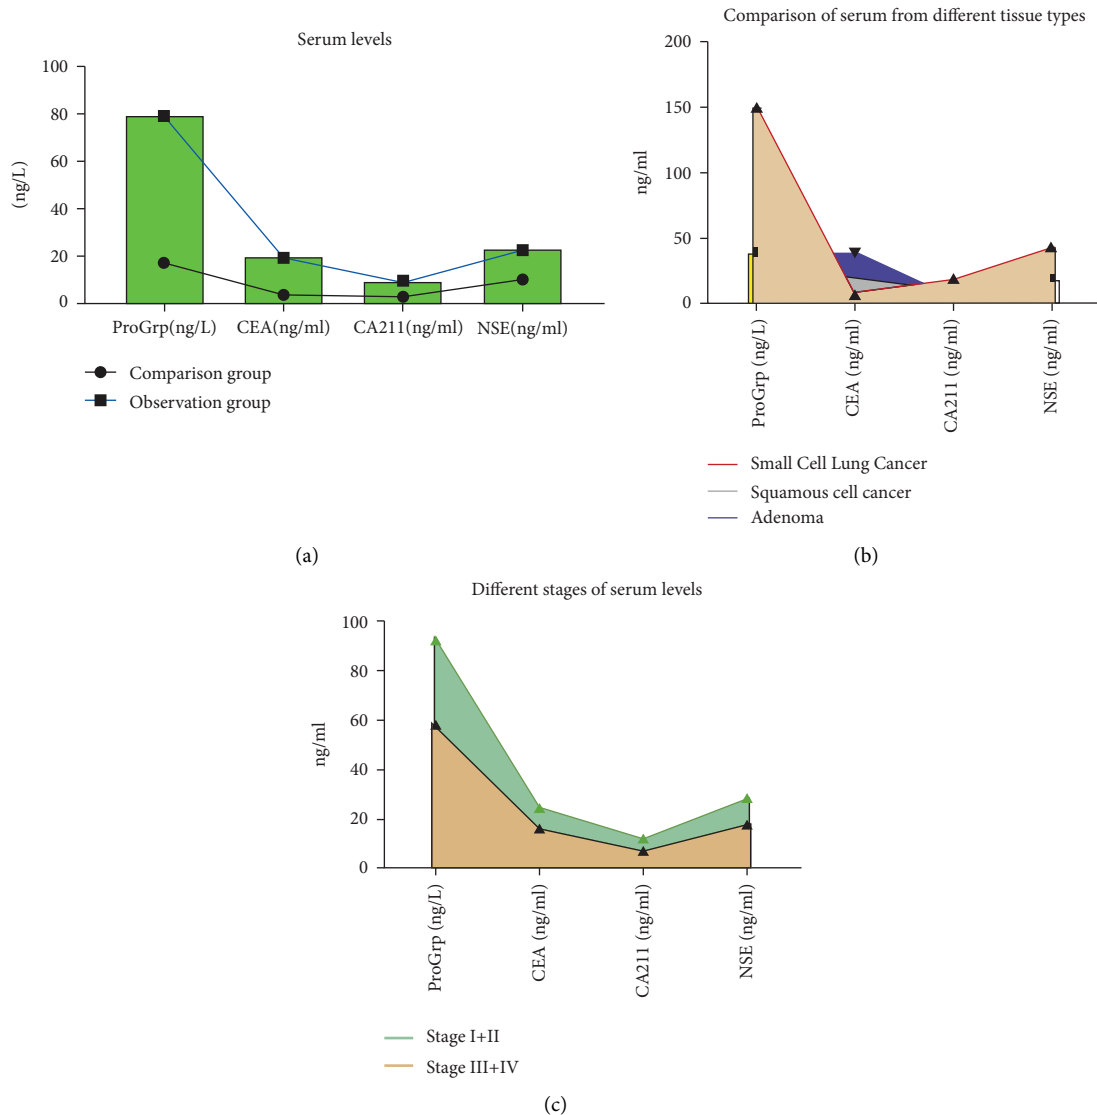 Serum levels
100
80
60
40
20
0
(ng/L)
ProGrp(ng/L)
CEA(ng/ml)
CA211(ng/ml)
NSE(ng/ml)
Comparison group
Observation group
(a)
Comparison of serum from different tissue types
200
150
100
50
0
ng/ml
ProGrp (ng/L)
CEA (ng/ml)
CA211 (ng/ml)
NSE (ng/ml)
Small Cell Lung Cancer
Squamous cell cancer
Adenoma
(b)
Different stages of serum levels
100
80
60
40
20
0
ng/ml
ProGrp (ng/L)
CEA (ng/ml)
CA211 (ng/ml)
NSE (ng/ml)
Stage I+II
Stage III+IV
(c)